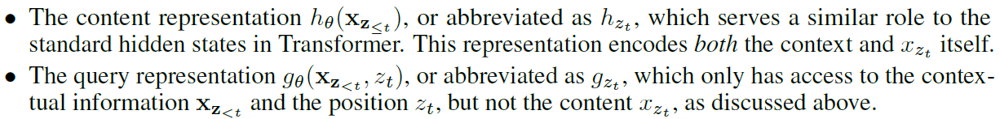 • The content representation $h_\theta(\mathbf{x}_{\mathbf{z}_{\leq t}})$, or abbreviated as $h_{z_t}$, which serves a similar role to the
standard hidden states in Transformer. This representation encodes both the context and $x_{z_t}$ itself.
• The query representation $g_\theta(\mathbf{x}_{\mathbf{z}_{<t}}, z_t)$, or abbreviated as $g_{z_t}$, which only has access to the contex-
tual information $\mathbf{x}_{\mathbf{z}_{<t}}$ and the position $z_t$, but not the content $x_{z_t}$, as discussed above.